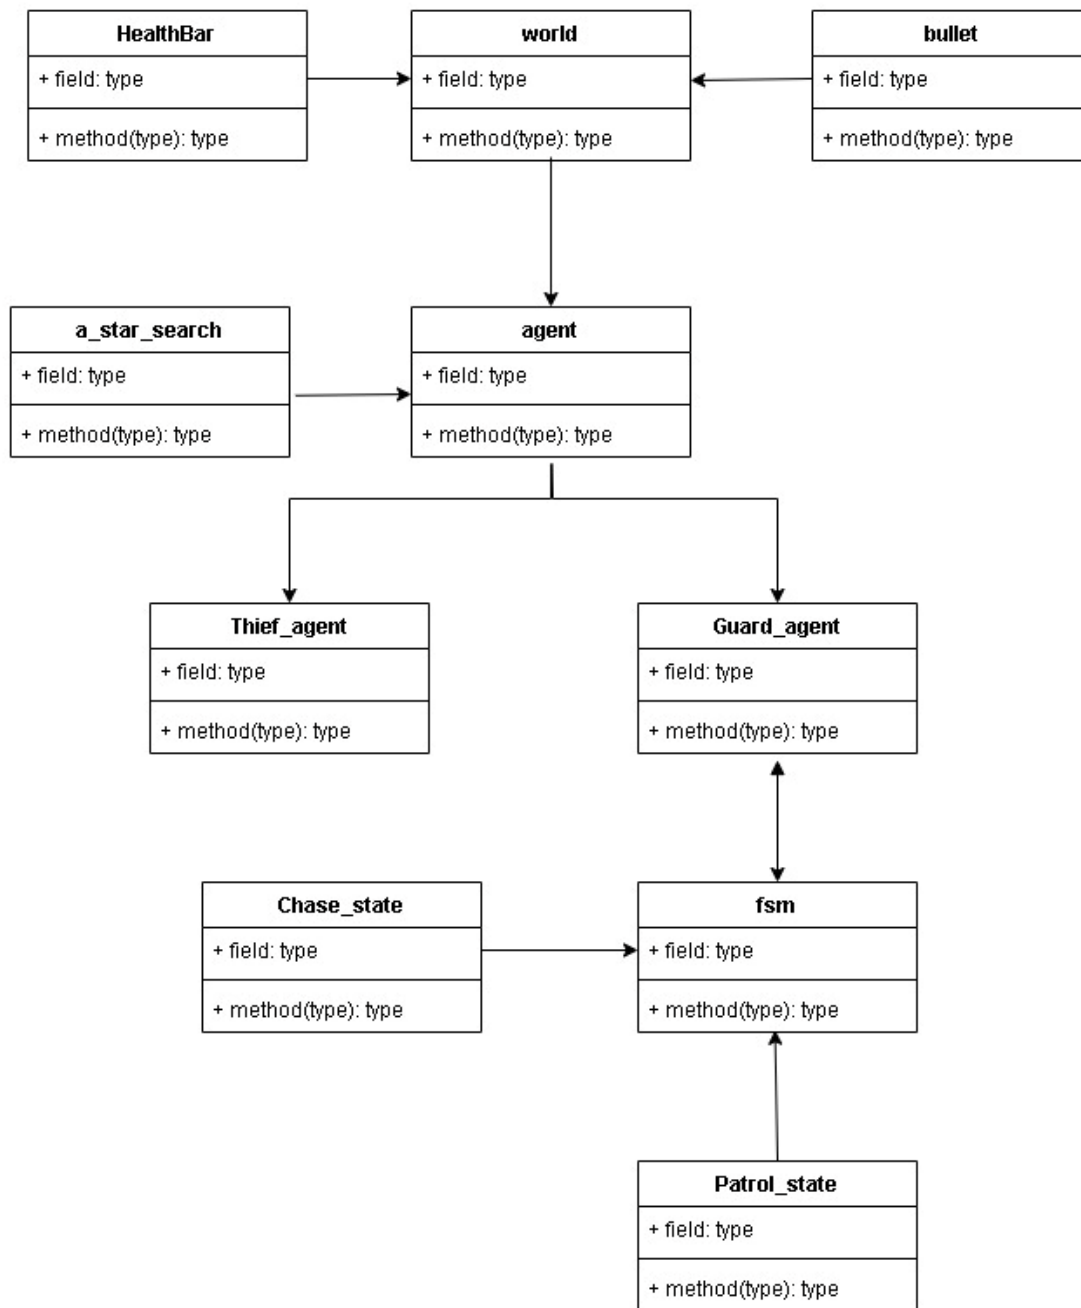 HealthBar
+ field: type
+ method(type): type
world
+ field: type
+ method(type): type
bullet
+ field: type
+ method(type): type
a_star_search
+ field: type
+ method(type): type
agent
+ field: type
+ method(type): type
Thief_agent
+ field: type
+ method(type): type
Guard_agent
+ field: type
+ method(type): type
Chase_state
+ field: type
+ method(type): type
fsm
+ field: type
+ method(type): type
Patrol_state
+ field: type
+ method(type): type